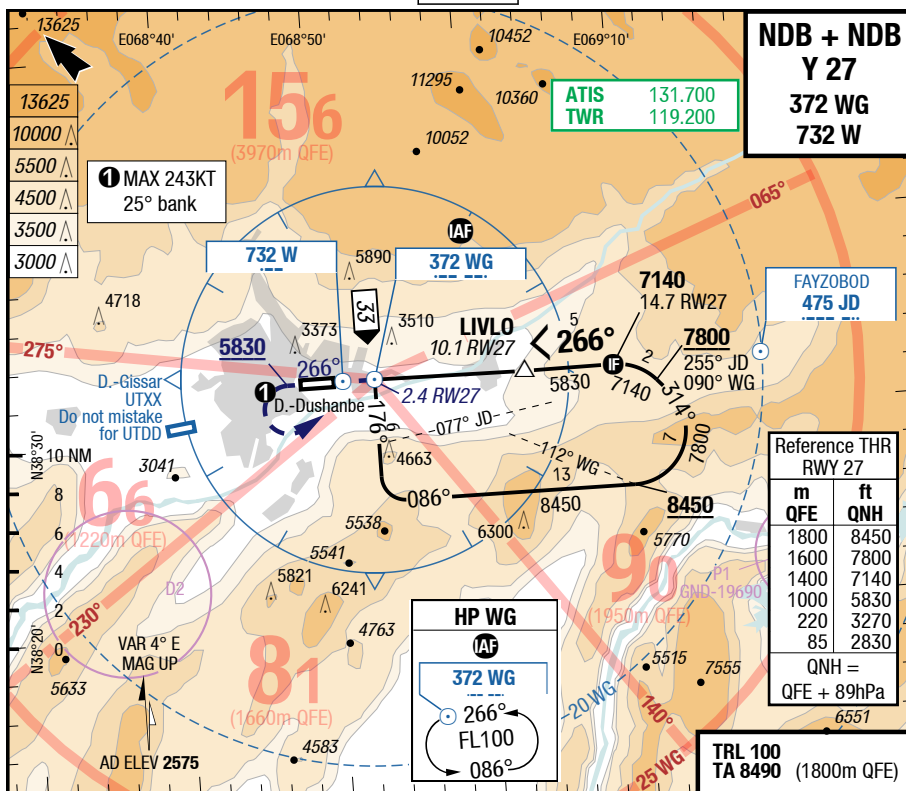 13625
E068°40'
E068°50'
10452
E069°10'
NDB + NDB
Y 27
372 WG
732 W
11295
10360
ATIS 131.700
TWR 119.200
156
(3970m QFE)
10052
13625
10000
5500
4500
3500
3000
1 MAX 243KT
25° bank
065°
IAF
732 W
372 WG
5890
7140
14.7 RW27
FAYZOBOD
475 JD
4718
3373
33
3510
LIVLO
10.1 RW27
5
266°
7800
255° JD
090° WG
275°
5830
266°
IF
2
5830
7140
314°
D.-Gissar
UTXX
Do not mistake
for UTDD
1
D.-Dushanbe
2.4 RW27
176°
6
077° JD
7
7800
4663
112° WG
13
N38°30'
10 NM
8
6
4
2
0
N38°20'
3041
66
(1220m QFE)
086°
8450
8450
Reference THR
RWY 27
m ft
QFE QNH
1800 8450
1600 7800
1400 7140
1000 5830
220 3270
85 2830
QNH =
QFE + 89hPa
5538
6300
5770
5541
90
(1950m QFE)
P1
GND-19690
D2
5821
6241
230°
4763
HP WG
IAF
372 WG
266°
FL100
086°
VAR 4° E
MAG UP
81
(1660m QFE)
5633
5515
7555
20 WG
140°
6551
AD ELEV 2575
4583
25 WG
TRL 100
TA 8490 (1800m QFE)